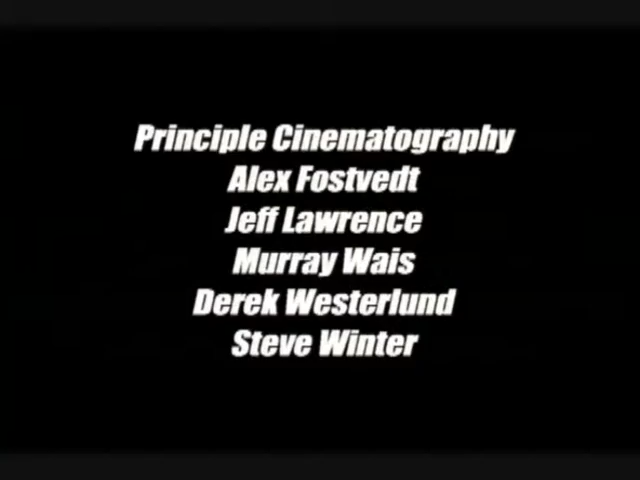 Principle Cinematography
Alex Fostvedt
Jeff Lawrence
Murray Wais
Derek Westerlund
Steve Winter